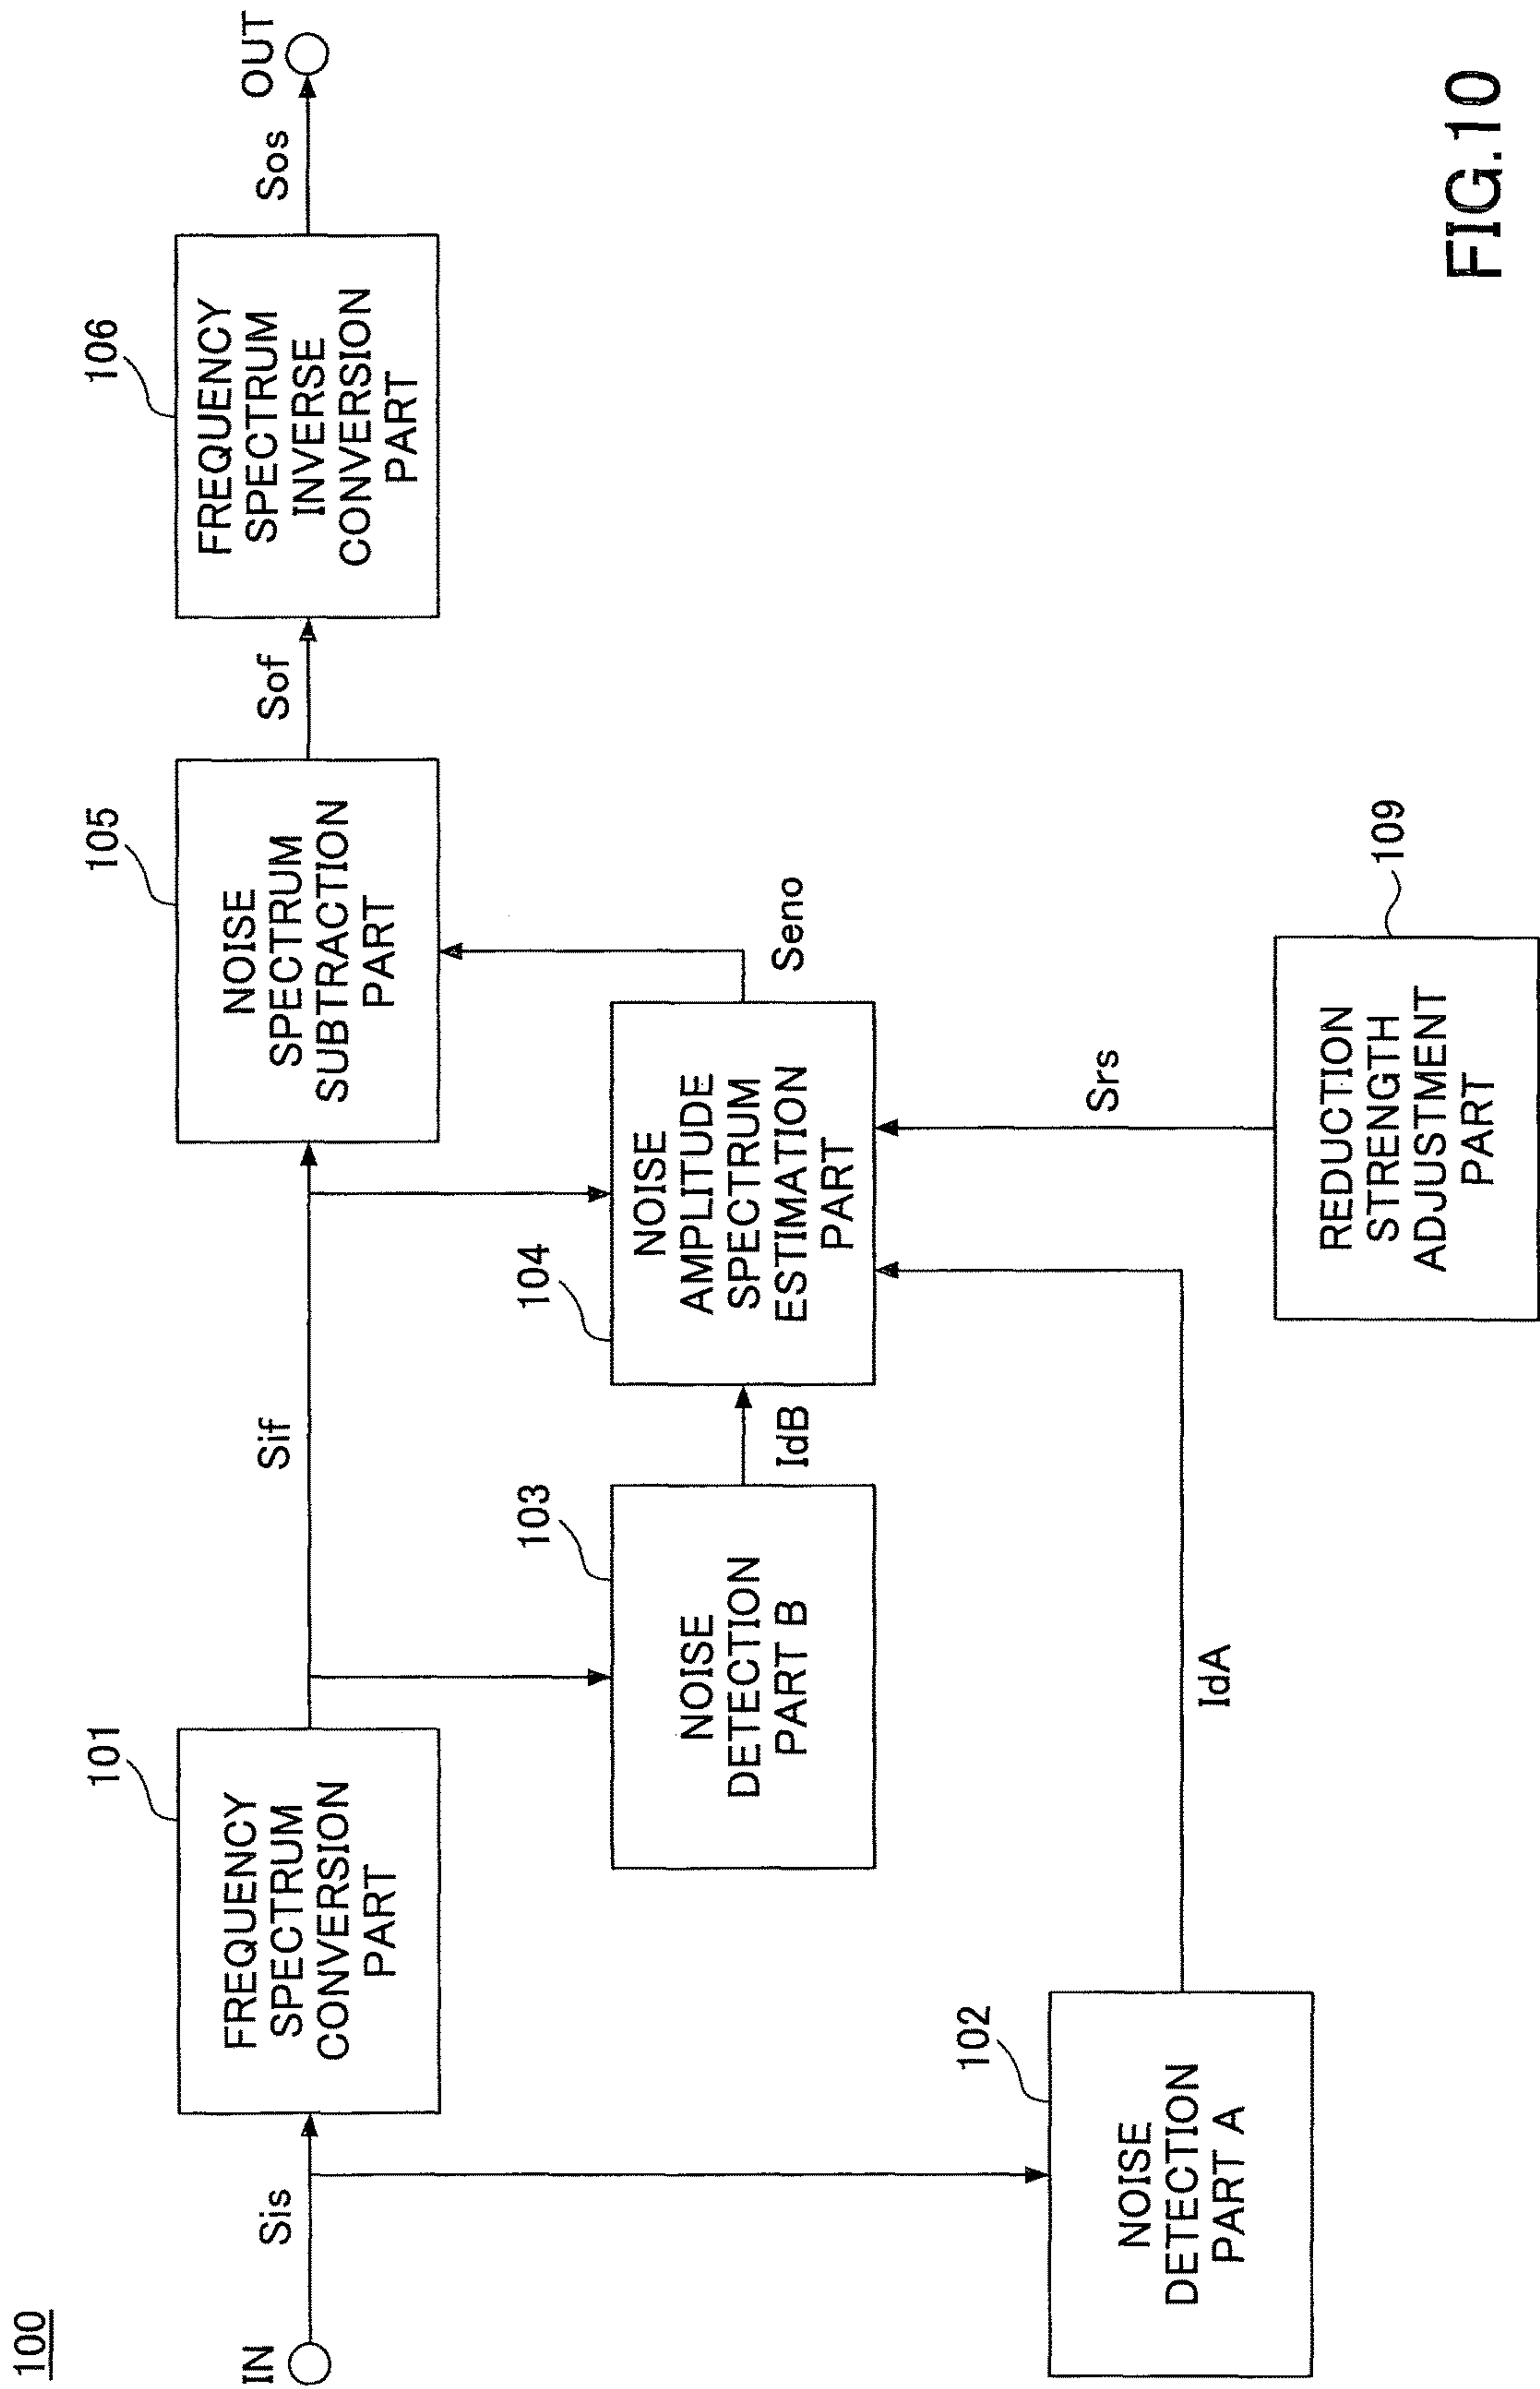 100
IN
Sis
101
FREQUENCY
SPECTRUM
CONVERSION
PART
Sif
105
NOISE
SPECTRUM
SUBTRACTION
PART
Sof
106
FREQUENCY
SPECTRUM
INVERSE
CONVERSION
PART
Sos
OUT
103
NOISE
DETECTION
PART B
IdB
104
NOISE
AMPLITUDE
SPECTRUM
ESTIMATION
PART
Seno
102
NOISE
DETECTION
PART A
IdA
Srs
109
REDUCTION
STRENGTH
ADJUSTMENT
PART
FIG.10